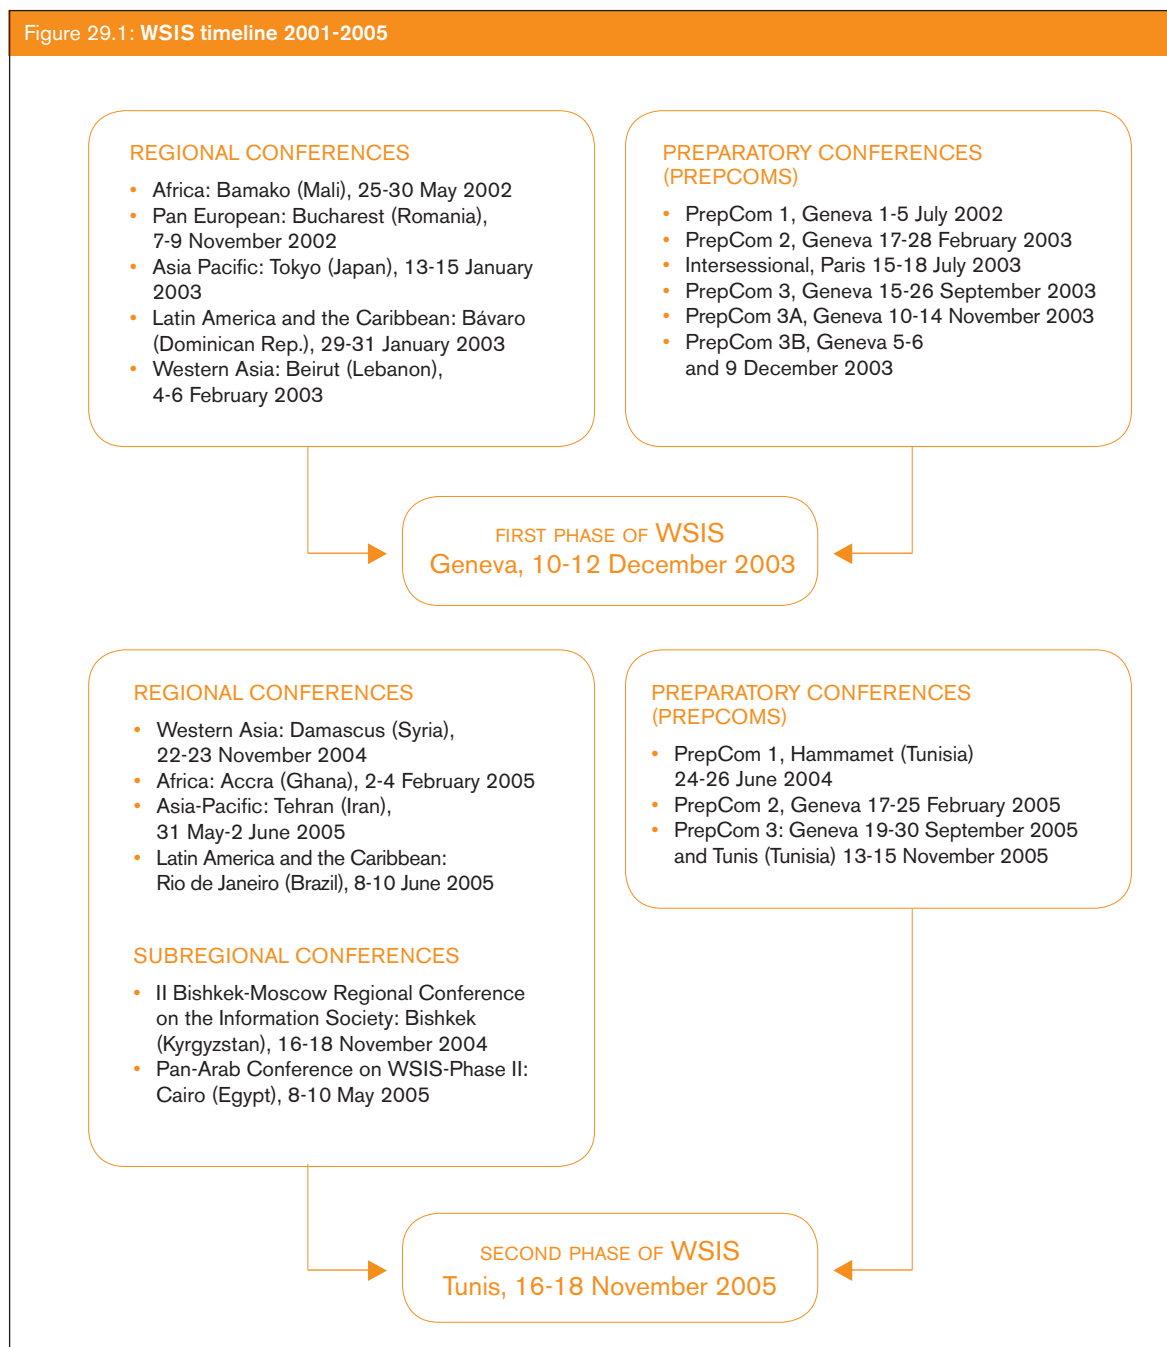 Figure 29.1: WSIS timeline 2001-2005
REGIONAL CONFERENCES
• Africa: Bamako (Mali), 25-30 May 2002
• Pan European: Bucharest (Romania),
7-9 November 2002
• Asia Pacific: Tokyo (Japan), 13-15 January
2003
• Latin America and the Caribbean: Bávaro
(Dominican Rep.), 29-31 January 2003
• Western Asia: Beirut (Lebanon),
4-6 February 2003
PREPARATORY CONFERENCES
(PREPCOMS)
• PrepCom 1, Geneva 1-5 July 2002
• PrepCom 2, Geneva 17-28 February 2003
• Intersessional, Paris 15-18 July 2003
• PrepCom 3, Geneva 15-26 September 2003
• PrepCom 3A, Geneva 10-14 November 2003
• PrepCom 3B, Geneva 5-6
and 9 December 2003
FIRST PHASE OF WSIS
Geneva, 10-12 December 2003
REGIONAL CONFERENCES
• Western Asia: Damascus (Syria),
22-23 November 2004
• Africa: Accra (Ghana), 2-4 February 2005
• Asia-Pacific: Tehran (Iran),
31 May-2 June 2005
• Latin America and the Caribbean:
Rio de Janeiro (Brazil), 8-10 June 2005
SUBREGIONAL CONFERENCES
• II Bishkek-Moscow Regional Conference
on the Information Society: Bishkek
(Kyrgyzstan), 16-18 November 2004
• Pan-Arab Conference on WSIS-Phase II:
Cairo (Egypt), 8-10 May 2005
PREPARATORY CONFERENCES
(PREPCOMS)
• PrepCom 1, Hammamet (Tunisia)
24-26 June 2004
• PrepCom 2, Geneva 17-25 February 2005
• PrepCom 3: Geneva 19-30 September 2005
and Tunis (Tunisia) 13-15 November 2005
SECOND PHASE OF WSIS
Tunis, 16-18 November 2005